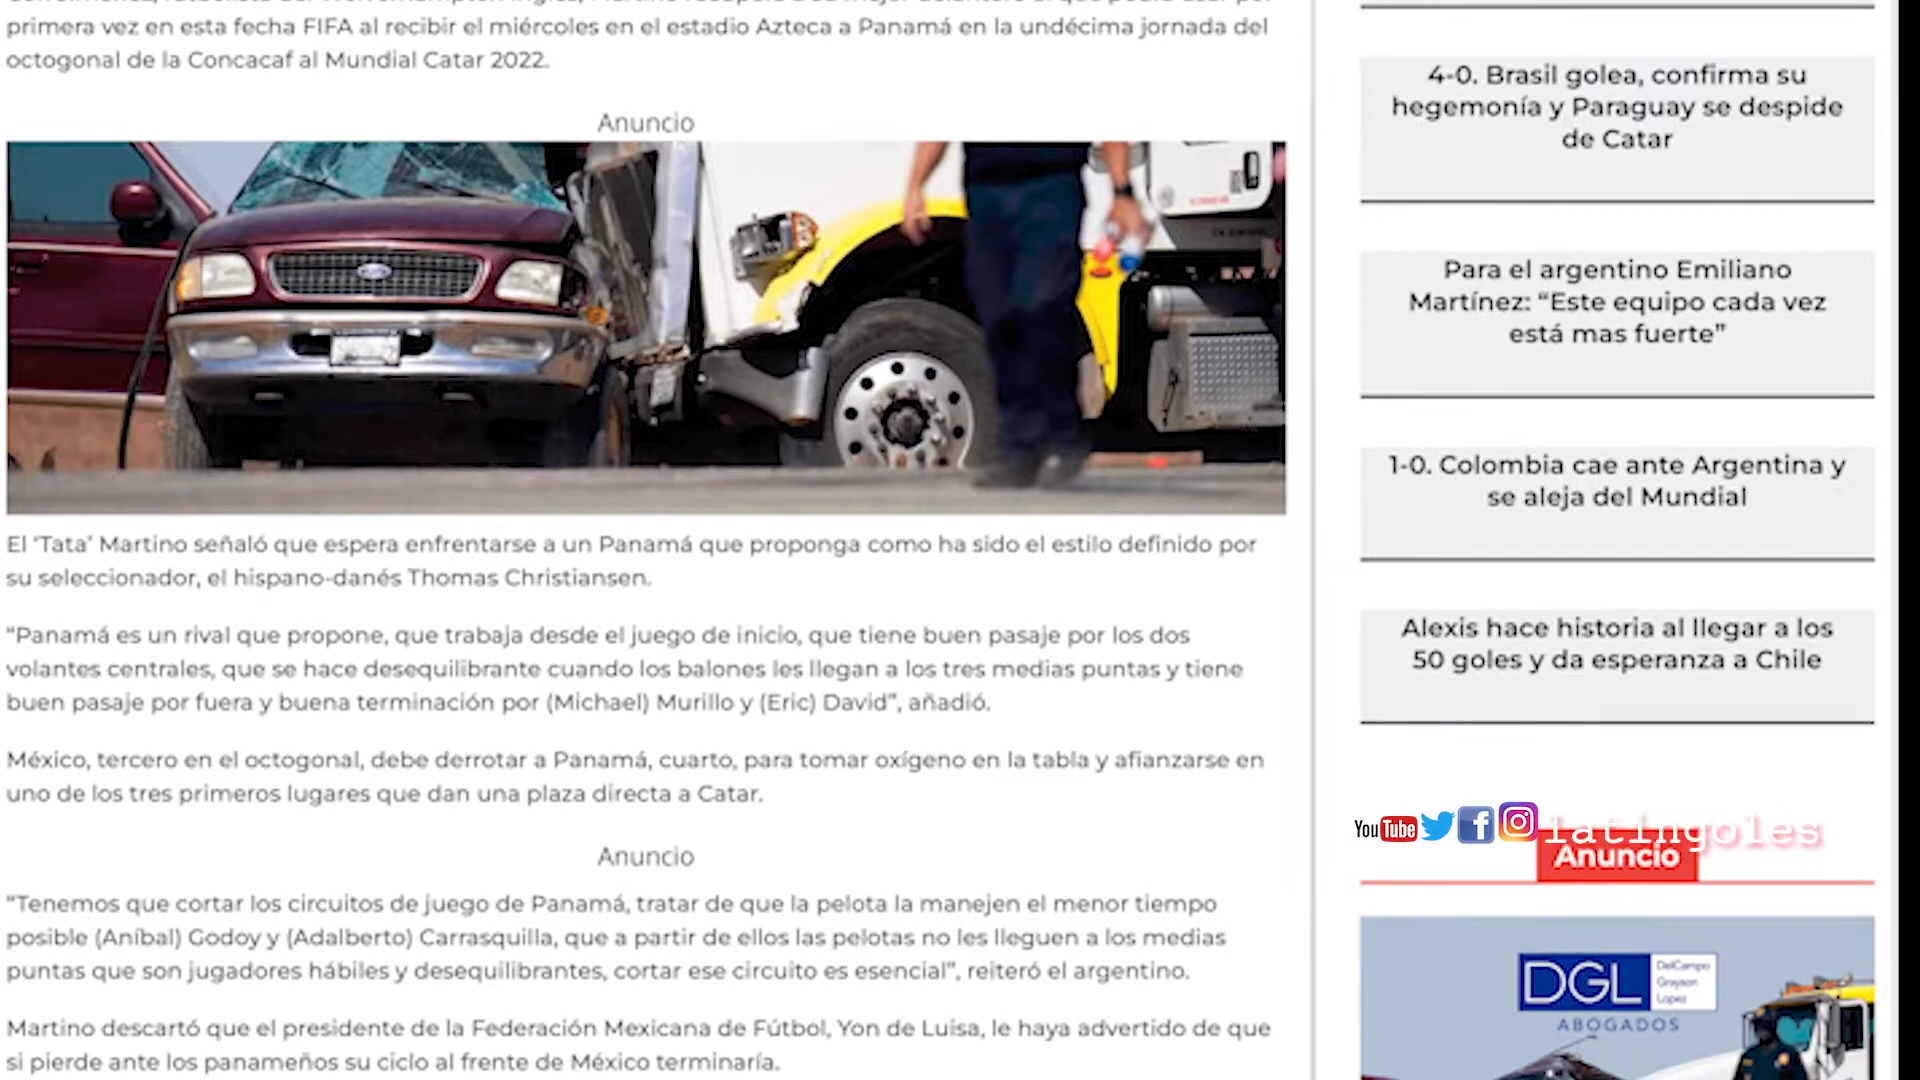 primera vez en esta fecha FIFA al recibir el miércoles en el estadio Azteca a Panamá en la undécima jornada del
octogonal de la Concacaf al Mundial Catar 2022.
Anuncio
El ‘Tata’ Martino señaló que espera enfrentarse a un Panamá que proponga como ha sido el estilo definido por
su seleccionador, el hispano-danés Thomas Christiansen.
“Panamá es un rival que propone, que trabaja desde el juego de inicio, que tiene buen pasaje por los dos
volantes centrales, que se hace desequilibrante cuando los balones les llegan a los tres medias puntas y tiene
buen pasaje por fuera y buena terminación por (Michael) Murillo y (Eric) David”, añadió.
México, tercero en el octogonal, debe derrotar a Panamá, cuarto, para tomar oxígeno en la tabla y afianzarse en
uno de los tres primeros lugares que dan una plaza directa a Catar.
Anuncio
“Tenemos que cortar los circuitos de juego de Panamá, tratar de que la pelota la manejen el menor tiempo
posible (Aníbal) Godoy y (Adalberto) Carrasquilla, que a partir de ellos las pelotas no les lleguen a los medias
puntas que son jugadores hábiles y desequilibrantes, cortar ese circuito es esencial”, reiteró el argentino.
Martino descartó que el presidente de la Federación Mexicana de Fútbol, Yon de Luisa, le haya advertido de que
si pierde ante los panameños su ciclo al frente de México terminaría.
4-0. Brasil golea, confirma su
hegemonía y Paraguay se despide
de Catar
Para el argentino Emiliano
Martínez: “Este equipo cada vez
está mas fuerte”
1-0. Colombia cae ante Argentina y
se aleja del Mundial
Alexis hace historia al llegar a los
50 goles y da esperanza a Chile
YouTube latingoles
Anuncio
DGL
DelCampo
Grayson
Lopez
ABOGADOS